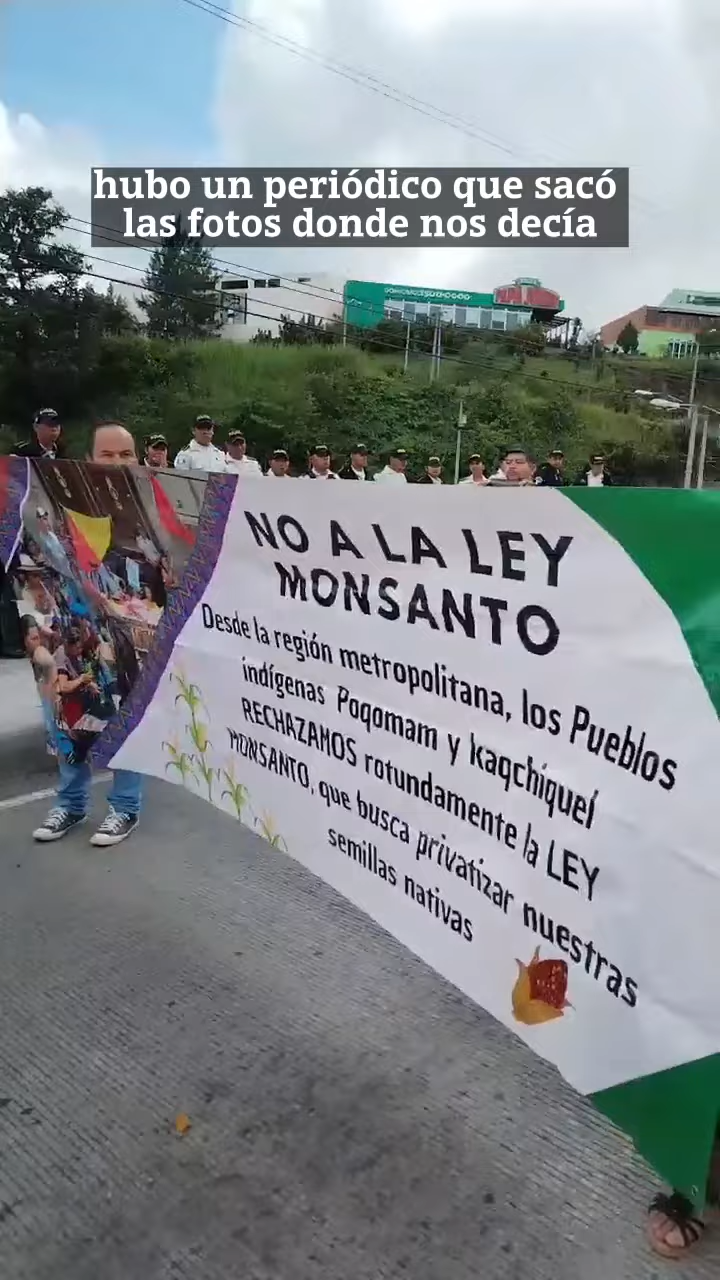 hubo un periódico que sacó
las fotos donde nos decía
NO A LA LEY
MONSANTO
Desde la región metropolitana, los Pueblos
indígenas Poqomam y kaqchiquel
RECHAZAMOS rotundamente la LEY
MONSANTO, que busca privatizar nuestras
semillas nativas